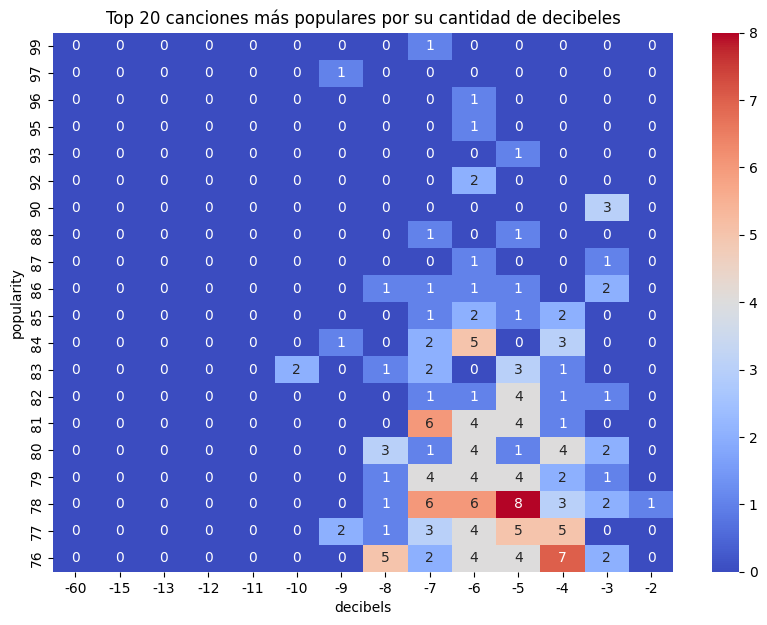 Top 20 canciones más populares por su cantidad de decibeles
99 0 0 0 0 0 0 0 0 1 0 0 0 0 0
97 0 0 0 0 0 0 1 0 0 0 0 0 0 0
96 0 0 0 0 0 0 0 0 0 1 0 0 0 0
95 0 0 0 0 0 0 0 0 0 1 0 0 0 0
93 0 0 0 0 0 0 0 0 0 0 1 0 0 0
92 0 0 0 0 0 0 0 0 0 2 0 0 0 0
90 0 0 0 0 0 0 0 0 0 0 0 0 3 0
88 0 0 0 0 0 0 0 0 1 0 1 0 0 0
87 0 0 0 0 0 0 0 0 0 1 0 0 1 0
86 0 0 0 0 0 0 0 1 1 1 1 0 2 0
85 0 0 0 0 0 0 0 0 1 2 1 2 0 0
84 0 0 0 0 0 0 1 0 2 5 0 3 0 0
83 0 0 0 0 0 2 0 1 2 0 3 1 0 0
82 0 0 0 0 0 0 0 0 1 1 4 1 1 0
81 0 0 0 0 0 0 0 0 6 4 4 1 0 0
80 0 0 0 0 0 0 0 3 1 4 1 4 2 0
79 0 0 0 0 0 0 0 1 4 4 4 2 1 0
78 0 0 0 0 0 0 0 1 6 6 8 3 2 1
77 0 0 0 0 0 0 2 1 3 4 5 5 0 0
76 0 0 0 0 0 0 0 5 2 4 4 7 2 0
-60 -15 -13 -12 -11 -10 -9 -8 -7 -6 -5 -4 -3 -2
decibels
popularity
8
7
6
5
4
3
2
1
0